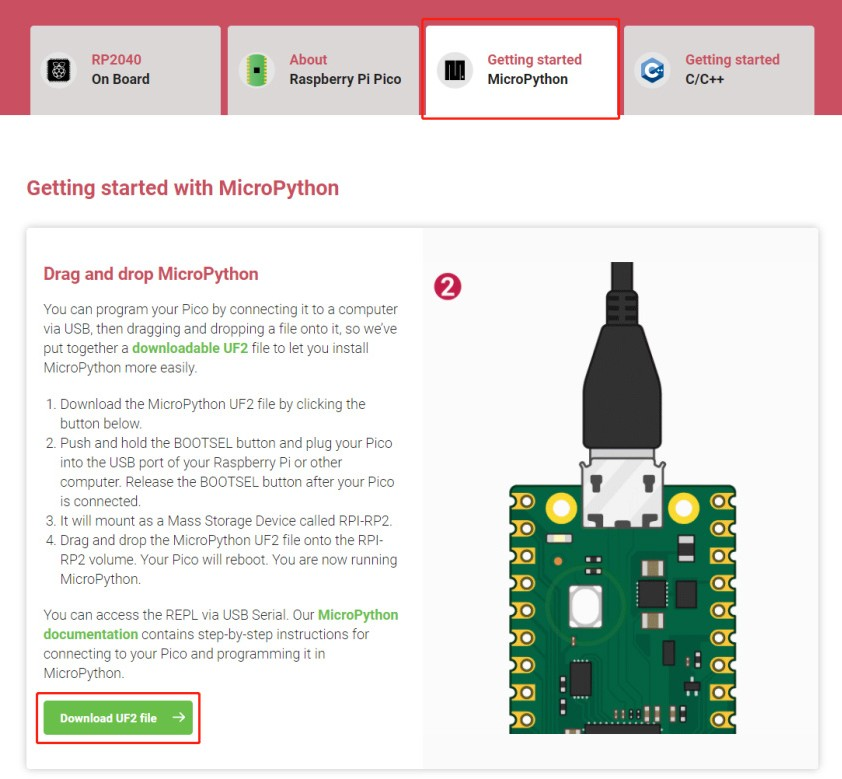 RP2040
On Board
About
Raspberry Pi Pico
Getting started
MicroPython
Getting started
C/C++
Getting started with MicroPython
Drag and drop MicroPython
You can program your Pico by connecting it to a computer
via USB, then dragging and dropping a file onto it, so we’ve
put together a downloadable UF2 file to let you install
MicroPython more easily.
1. Download the MicroPython UF2 file by clicking the
button below.
2. Push and hold the BOOTSEL button and plug your Pico
into the USB port of your Raspberry Pi or other
computer. Release the BOOTSEL button after your Pico
is connected.
3. It will mount as a Mass Storage Device called RPI-RP2.
4. Drag and drop the MicroPython UF2 file onto the RPI-
RP2 volume. Your Pico will reboot. You are now running
MicroPython.
You can access the REPL via USB Serial. Our MicroPython
documentation contains step-by-step instructions for
connecting to your Pico and programming it in
MicroPython.
Download UF2 file →
2